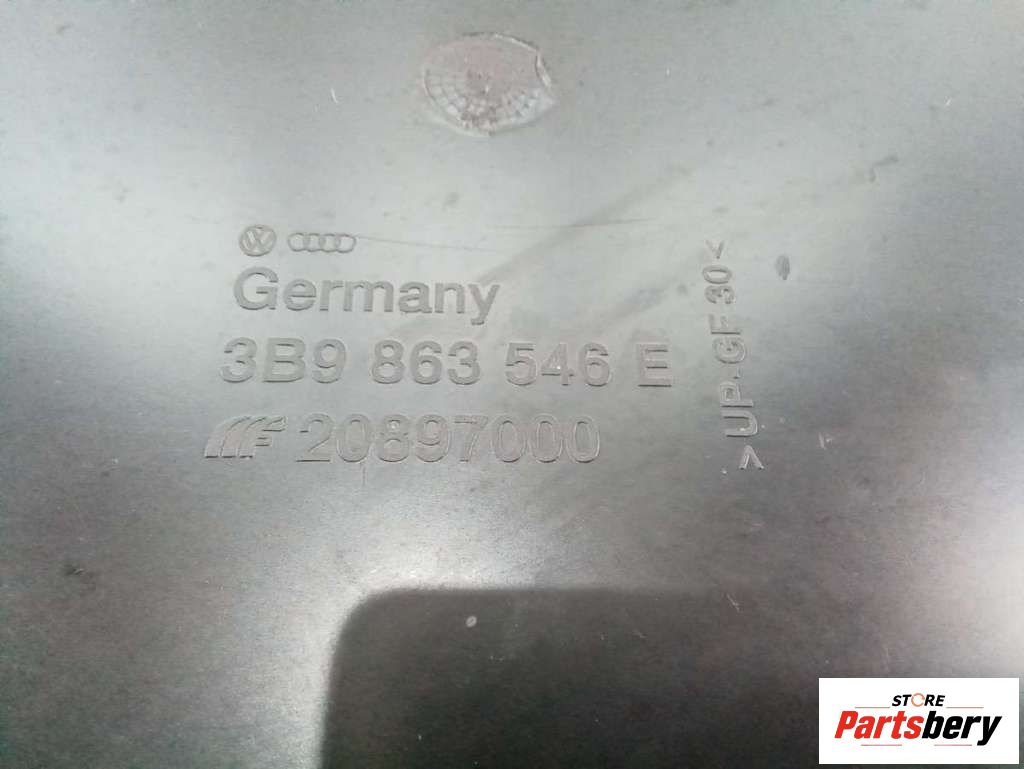 Germany
3B9 863 546 E
20897000
>UP-GF 30<
STORE
Partsbery